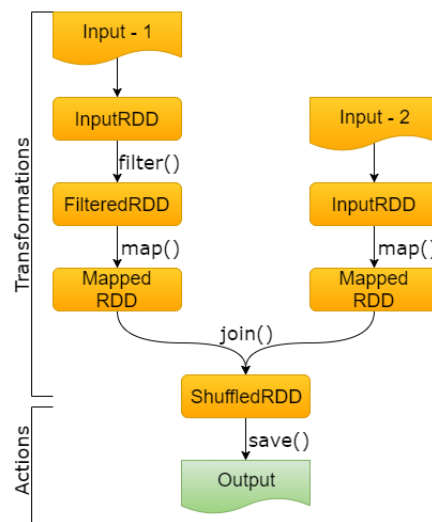 Input - 1
InputRDD
filter()
FilteredRDD
map()
Mapped
RDD
Input - 2
InputRDD
map()
Mapped
RDD
join()
ShuffledRDD
save()
Output
Transformations
Actions